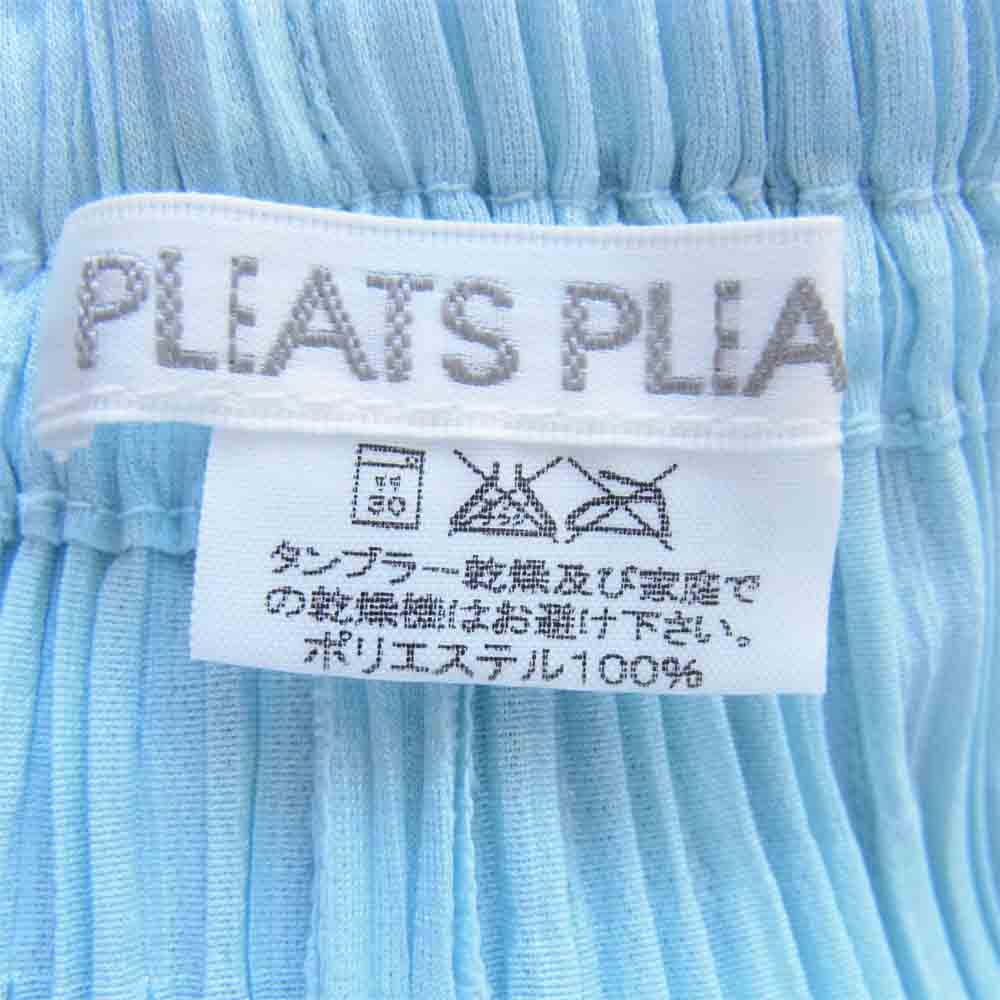 PLEATS PLEA
タンブラー乾燥及び家庭で
の乾燥機はお避け下さい。
ポリエステル100%